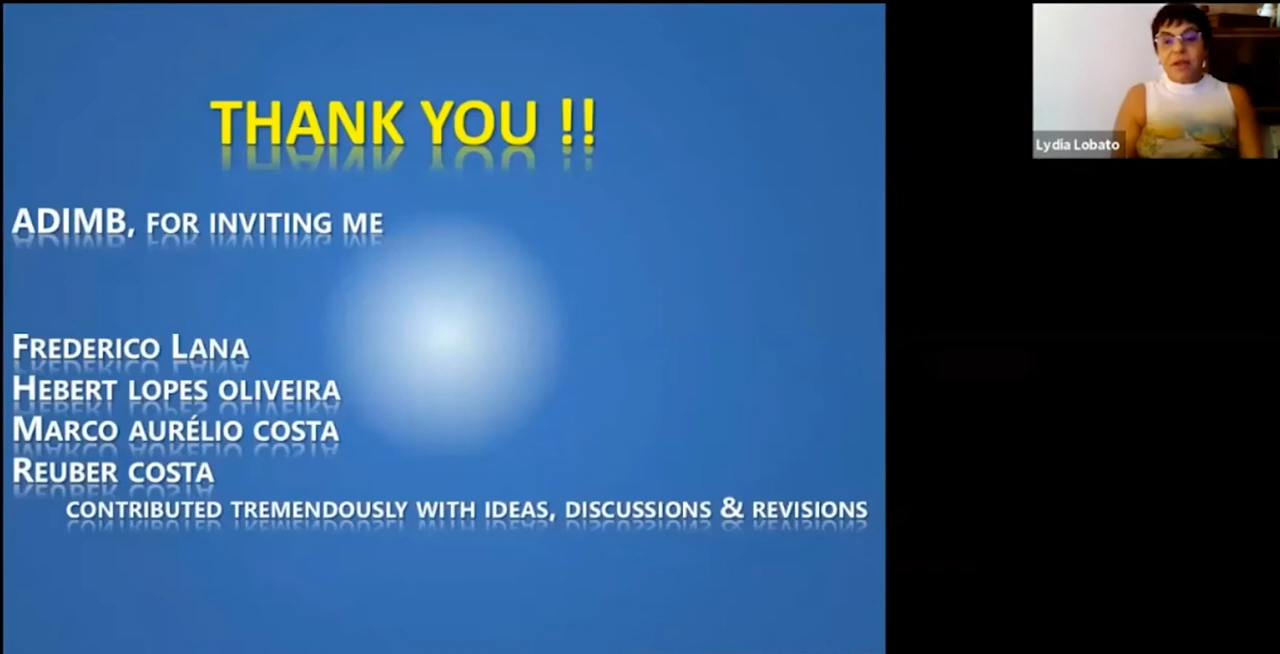 THANK YOU !!
ADIMB, FOR INVITING ME
FREDERICO LANA
HEBERT LOPES OLIVEIRA
MARCO AURÉLIO COSTA
REUBER COSTA
CONTRIBUTED TREMENDOUSLY WITH IDEAS, DISCUSSIONS & REVISIONS
Lydia Lobato